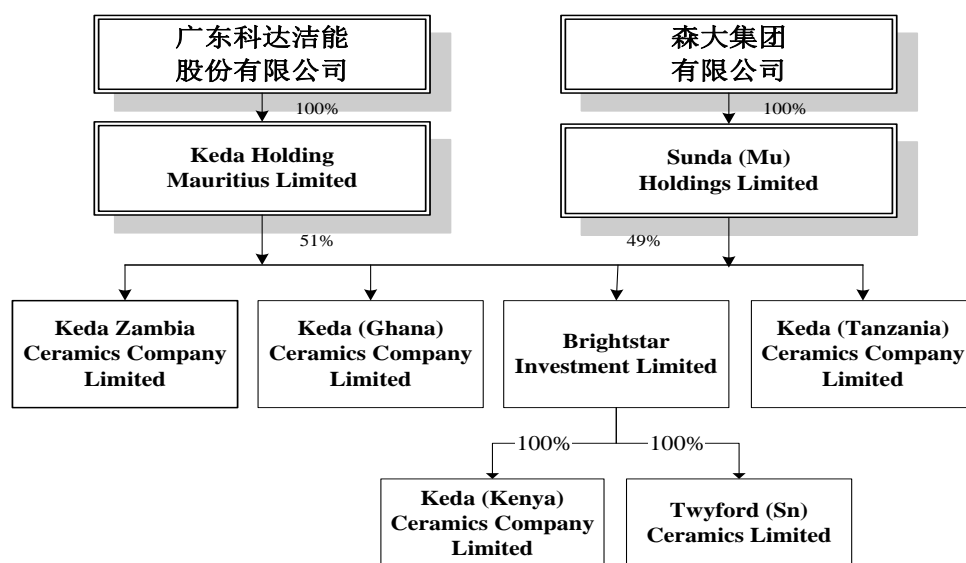 广东科达洁能
股份有限公司
森大集团
有限公司
100%
100%
Keda Holding
Mauritius Limited
Sunda (Mu)
Holdings Limited
51%
49%
Keda Zambia
Ceramics Company
Limited
Keda (Ghana)
Ceramics Company
Limited
Brightstar
Investment Limited
Keda (Tanzania)
Ceramics Company
Limited
100%
100%
Keda (Kenya)
Ceramics Company
Limited
Twyford (Sn)
Ceramics Limited